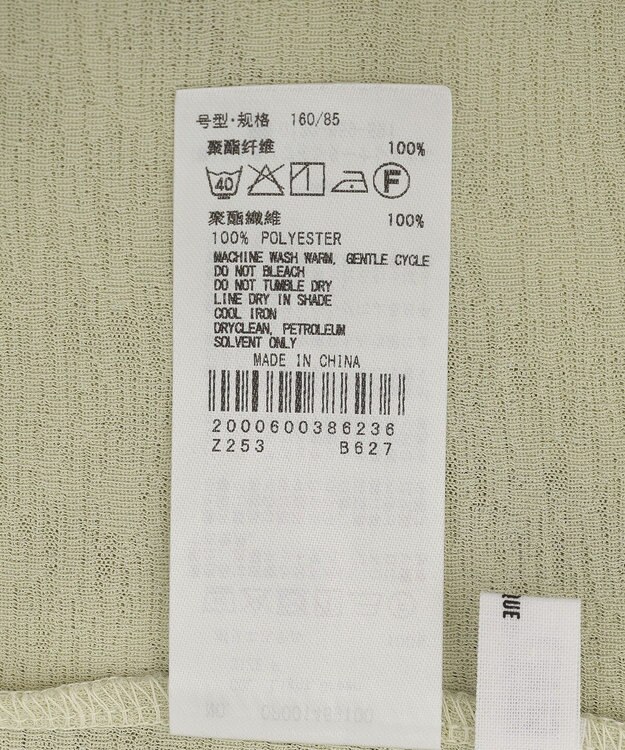 号型·规格 160/85
聚酯纤维 100%
40 F
聚酯纖維 100%
100% POLYESTER
MACHINE WASH WARM, GENTLE CYCLE
DO NOT BLEACH
DO NOT TUMBLE DRY
LINE DRY IN SHADE
COOL IRON
DRYCLEAN, PETROLEUM
SOLVENT ONLY
MADE IN CHINA
2000600386236
Z253 B627
QUE